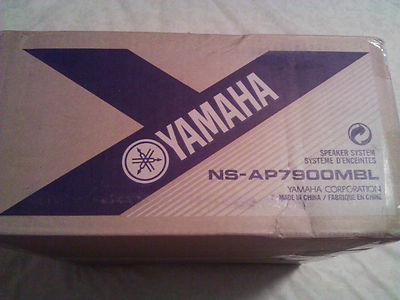 YAMAHA
SPEAKER SYSTEM
SYSTÈME D'ENCEINTES
NS-AP7900MBL
YAMAHA CORPORATION
MADE IN CHINA / FABRIQUÉ EN CHINE